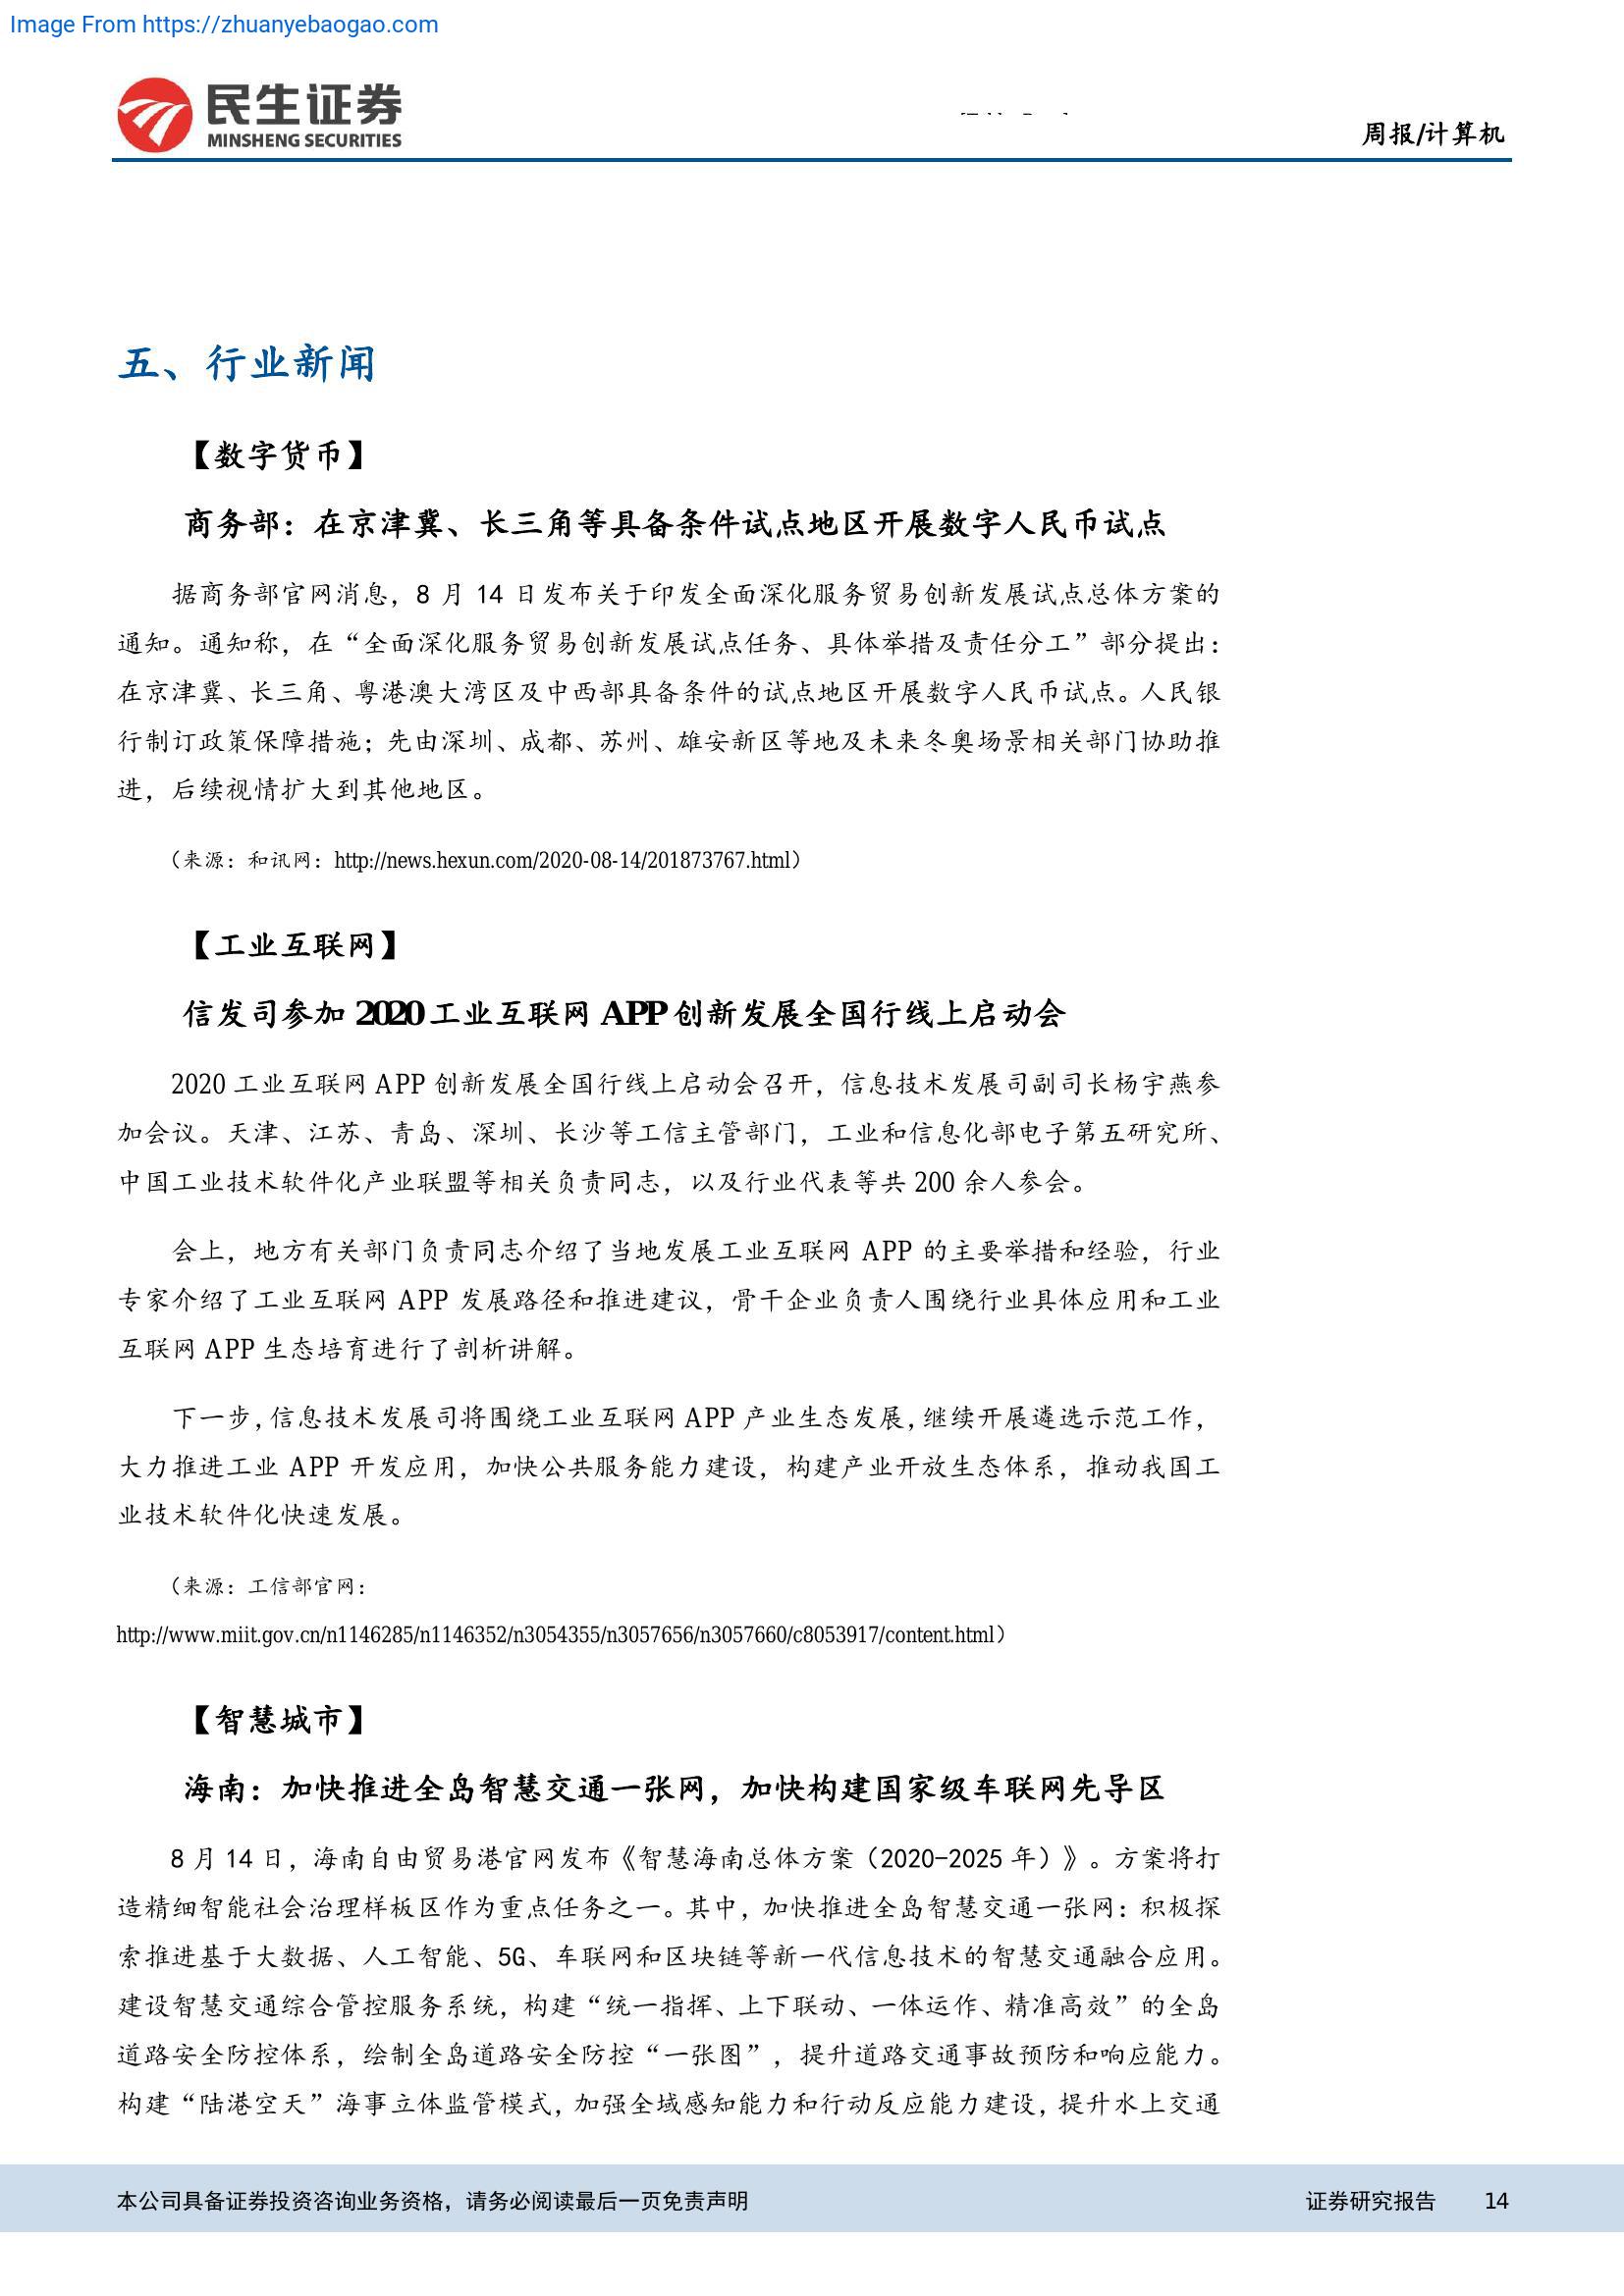 Image From https://zhuanyebaogao.com
民生证券
MINSHENG SECURITIES
周报/计算机
五、行业新闻
【数字货币】
商务部：在京津冀、长三角等具备条件试点地区开展数字人民币试点
据商务部官网消息，8 月 14 日发布关于印发全面深化服务贸易创新发展试点总体方案的
通知。通知称，在“全面深化服务贸易创新发展试点任务、具体举措及责任分工”部分提出：
在京津冀、长三角、粤港澳大湾区及中西部具备条件的试点地区开展数字人民币试点。人民银
行制订政策保障措施；先由深圳、成都、苏州、雄安新区等地及未来冬奥场景相关部门协助推
进，后续视情扩大到其他地区。
（来源：和讯网：http://news.hexun.com/2020-08-14/201873767.html）
【工业互联网】
信发司参加 2020 工业互联网 APP 创新发展全国行线上启动会
2020 工业互联网 APP 创新发展全国行线上启动会召开，信息技术发展司副司长杨宇燕参
加会议。天津、江苏、青岛、深圳、长沙等工信主管部门，工业和信息化部电子第五研究所、
中国工业技术软件化产业联盟等相关负责同志，以及行业代表等共 200 余人参会。
会上，地方有关部门负责同志介绍了当地发展工业互联网 APP 的主要举措和经验，行业
专家介绍了工业互联网 APP 发展路径和推进建议，骨干企业负责人围绕行业具体应用和工业
互联网 APP 生态培育进行了剖析讲解。
下一步，信息技术发展司将围绕工业互联网 APP 产业生态发展，继续开展遴选示范工作，
大力推进工业 APP 开发应用，加快公共服务能力建设，构建产业开放生态体系，推动我国工
业技术软件化快速发展。
（来源：工信部官网：
http://www.miit.gov.cn/n1146285/n1146352/n3054355/n3057656/n3057660/c8053917/content.html）
【智慧城市】
海南：加快推进全岛智慧交通一张网，加快构建国家级车联网先导区
8 月 14 日，海南自由贸易港官网发布《智慧海南总体方案（2020-2025 年）》。方案将打
造精细智能社会治理样板区作为重点任务之一。其中，加快推进全岛智慧交通一张网：积极探
索推进基于大数据、人工智能、5G、车联网和区块链等新一代信息技术的智慧交通融合应用。
建设智慧交通综合管控服务系统，构建“统一指挥、上下联动、一体运作、精准高效”的全岛
道路安全防控体系，绘制全岛道路安全防控“一张图”，提升道路交通事故预防和响应能力。
构建“陆港空天”海事立体监管模式，加强全域感知能力和行动反应能力建设，提升水上交通
本公司具备证券投资咨询业务资格，请务必阅读最后一页免责声明
证券研究报告 14